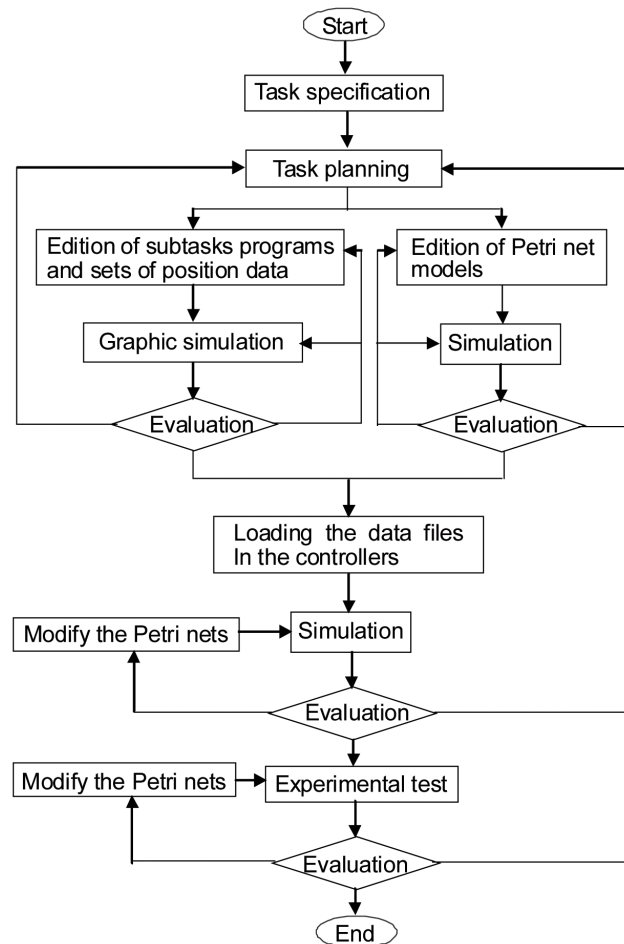 Start
Task specification
Task planning
Edition of subtasks programs
and sets of position data
Edition of Petri net
models
Graphic simulation
Simulation
Evaluation
Evaluation
Loading the data files
In the controllers
Modify the Petri nets
Simulation
Evaluation
Modify the Petri nets
Experimental test
Evaluation
End